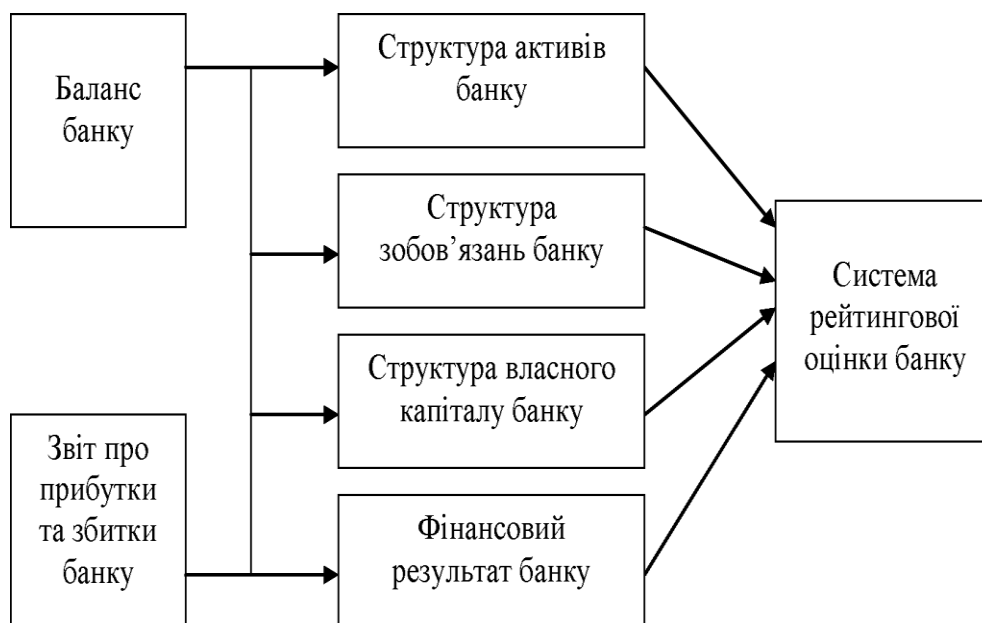 Баланс
банку
Звіт про
прибутки
та збитки
банку
Структура активів
банку
Структура
зобов’язань банку
Структура власного
капіталу банку
Фінансовий
результат банку
Система
рейтингової
оцінки банку